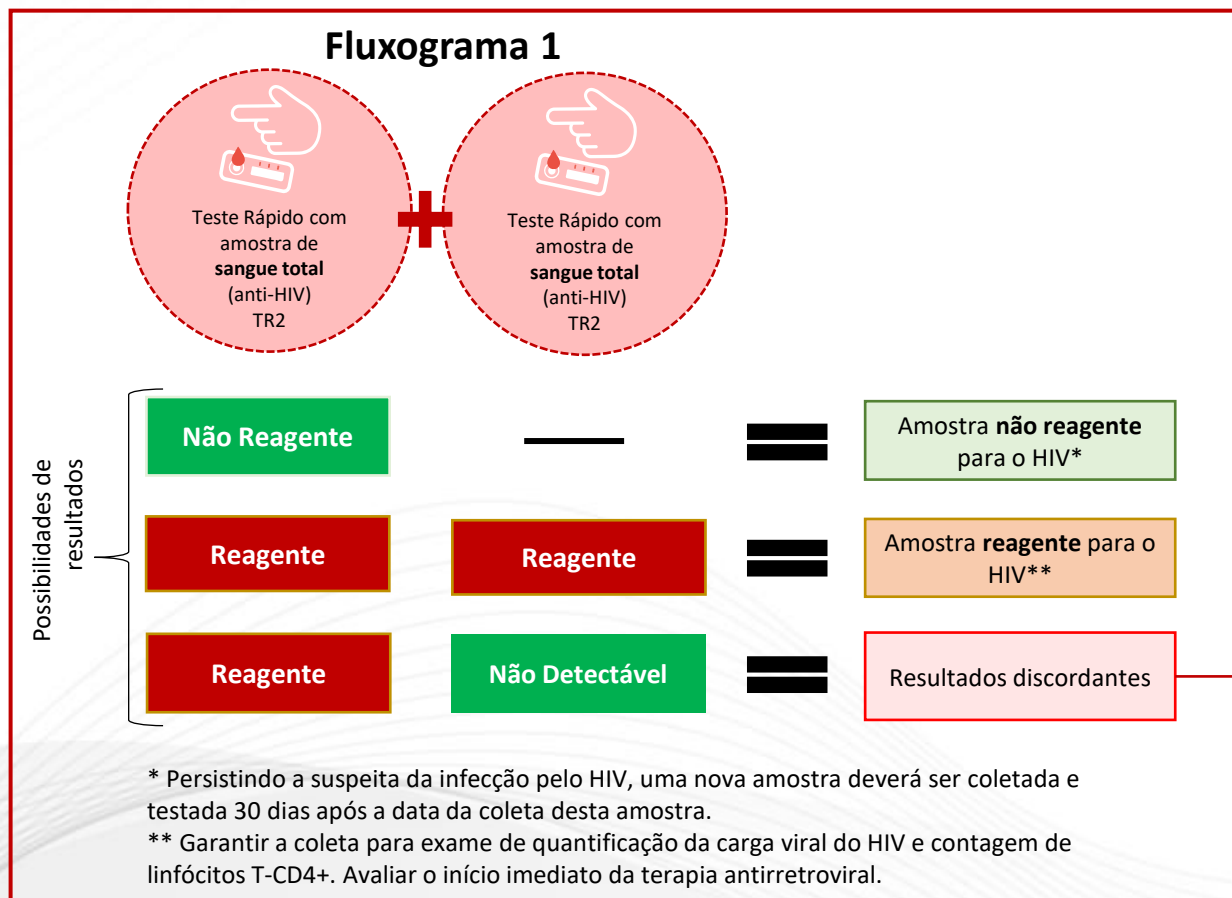 Fluxograma 1
Teste Rápido com
amostra de
sangue total
(anti-HIV)
TR2
Teste Rápido com
amostra de
sangue total
(anti-HIV)
TR2
Possibilidades de
resultados
Não Reagente
Amostra não reagente
para o HIV*
Reagente
Reagente
Amostra reagente para o
HIV**
Reagente
Não Detectável
Resultados discordantes
* Persistindo a suspeita da infecção pelo HIV, uma nova amostra deverá ser coletada e
testada 30 dias após a data da coleta desta amostra.
** Garantir a coleta para exame de quantificação da carga viral do HIV e contagem de
linfócitos T-CD4+. Avaliar o início imediato da terapia antirretroviral.